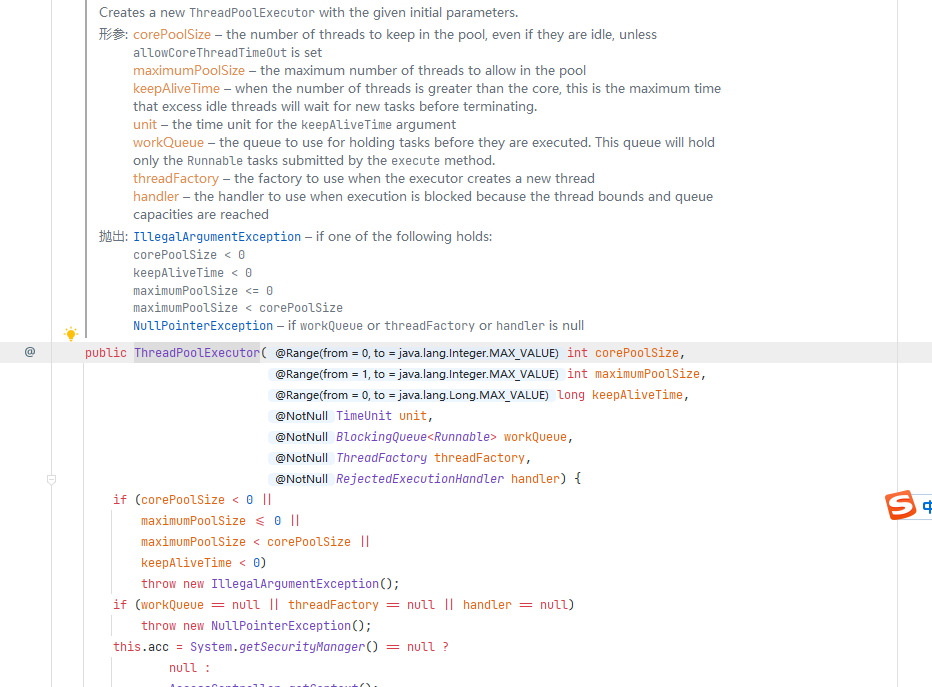 Creates a new ThreadPoolExecutor with the given initial parameters.
形参: corePoolSize – the number of threads to keep in the pool, even if they are idle, unless
allowCoreThreadTimeOut is set
maximumPoolSize – the maximum number of threads to allow in the pool
keepAliveTime – when the number of threads is greater than the core, this is the maximum time
that excess idle threads will wait for new tasks before terminating.
unit – the time unit for the keepAliveTime argument
workQueue – the queue to use for holding tasks before they are executed. This queue will hold
only the Runnable tasks submitted by the execute method.
threadFactory – the factory to use when the executor creates a new thread
handler – the handler to use when execution is blocked because the thread bounds and queue
capacities are reached
抛出: IllegalArgumentException – if one of the following holds:
corePoolSize < 0
keepAliveTime < 0
maximumPoolSize <= 0
maximumPoolSize < corePoolSize
NullPointerException – if workQueue or threadFactory or handler is null
@ public ThreadPoolExecutor( @Range(from = 0, to = java.lang.Integer.MAX_VALUE) int corePoolSize,
@Range(from = 1, to = java.lang.Integer.MAX_VALUE) int maximumPoolSize,
@Range(from = 0, to = java.lang.Long.MAX_VALUE) long keepAliveTime,
@NotNull TimeUnit unit,
@NotNull BlockingQueue<Runnable> workQueue,
@NotNull ThreadFactory threadFactory,
@NotNull RejectedExecutionHandler handler) {
if (corePoolSize < 0 ||
maximumPoolSize <= 0 ||
maximumPoolSize < corePoolSize ||
keepAliveTime < 0)
throw new IllegalArgumentException();
if (workQueue == null || threadFactory == null || handler == null)
throw new NullPointerException();
this.acc = System.getSecurityManager() == null ?
null :
AccessController.getContext();
S 中